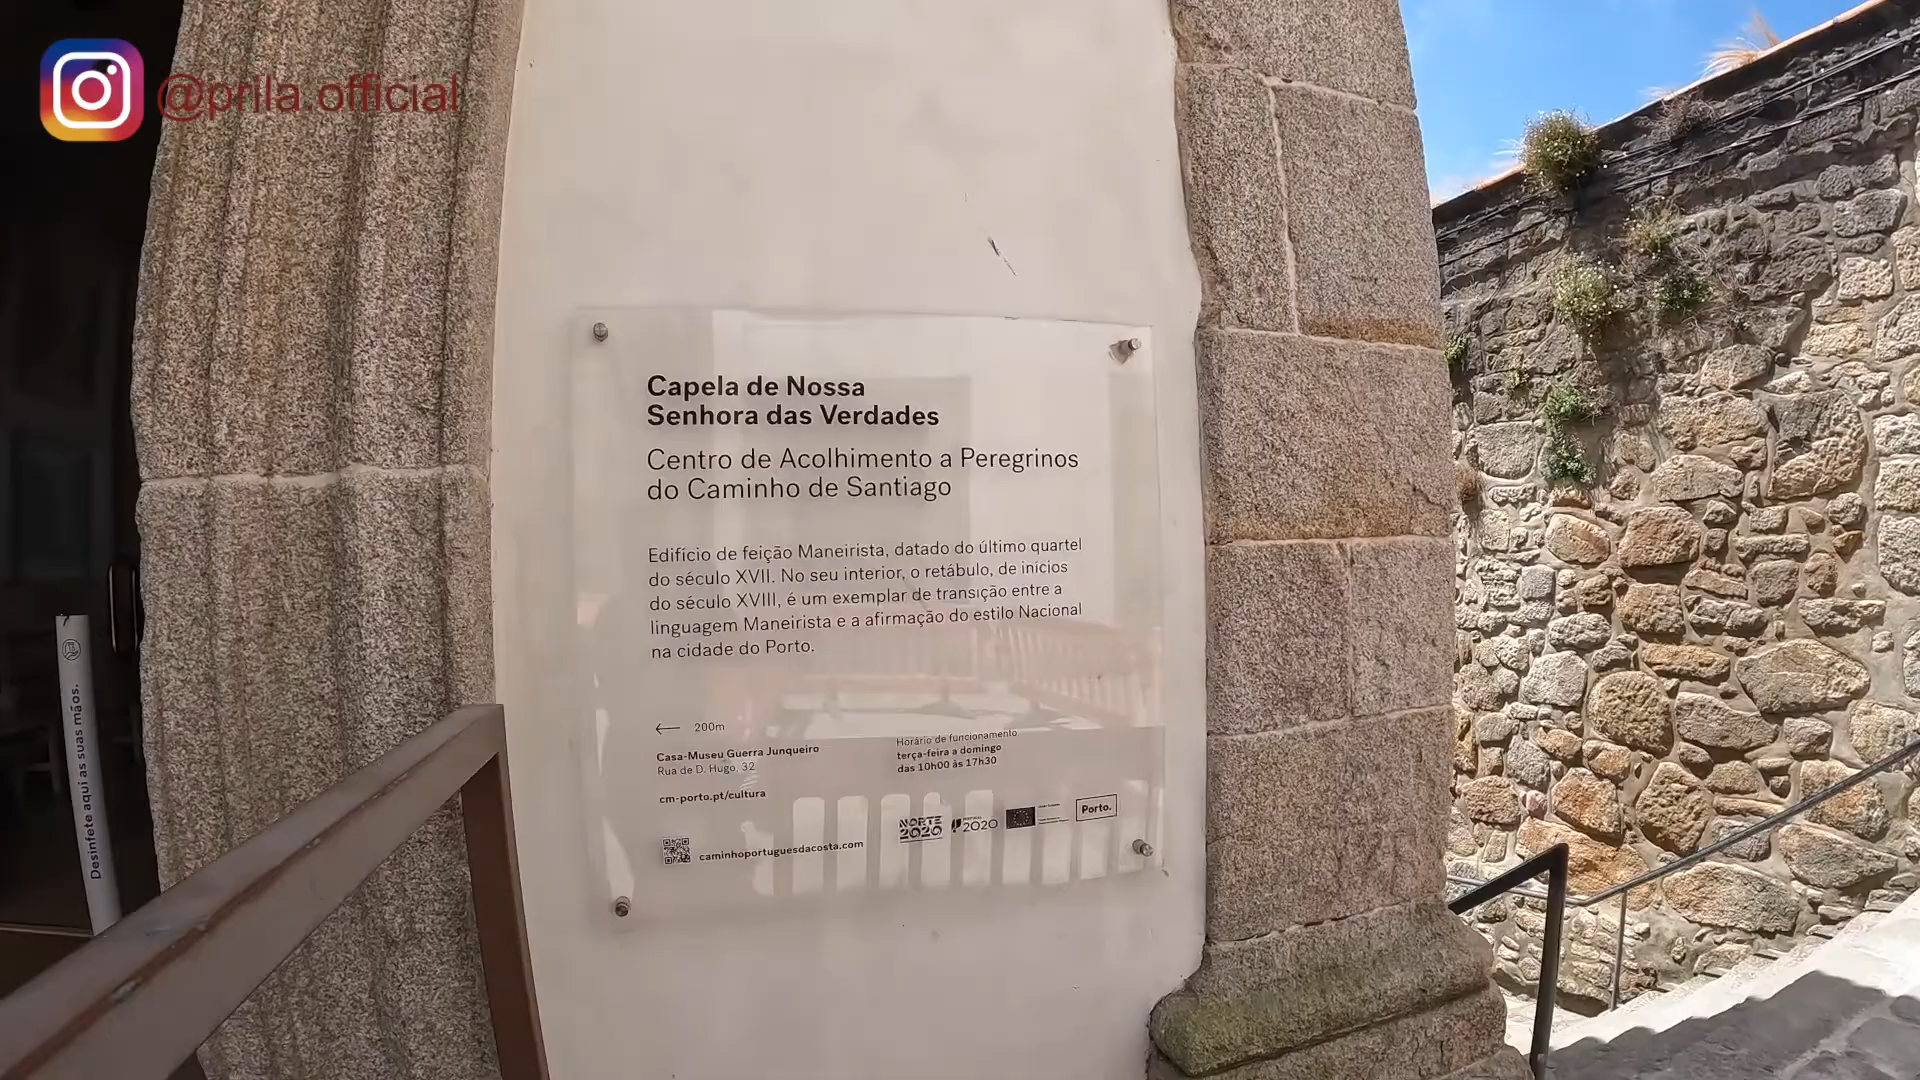 @prila.official
Capela de Nossa
Senhora das Verdades
Centro de Acolhimento a Peregrinos
do Caminho de Santiago
Edifício de feição Maneirista, datado do último quartel
do século XVII. No seu interior, o retábulo, de inícios
do século XVIII, é um exemplar de transição entre a
linguagem Maneirista e a afirmação do estilo Nacional
na cidade do Porto.
← 200m
Casa-Museu Guerra Junqueiro
Rua de D. Hugo, 32
cm-porto.pt/cultura
Horário de funcionamento
terça-feira a domingo
das 10h00 às 17h30
caminhoportuguesdacosta.com
NORTE
2020
2020
Porto.
Desinfete aqui as suas mãos.